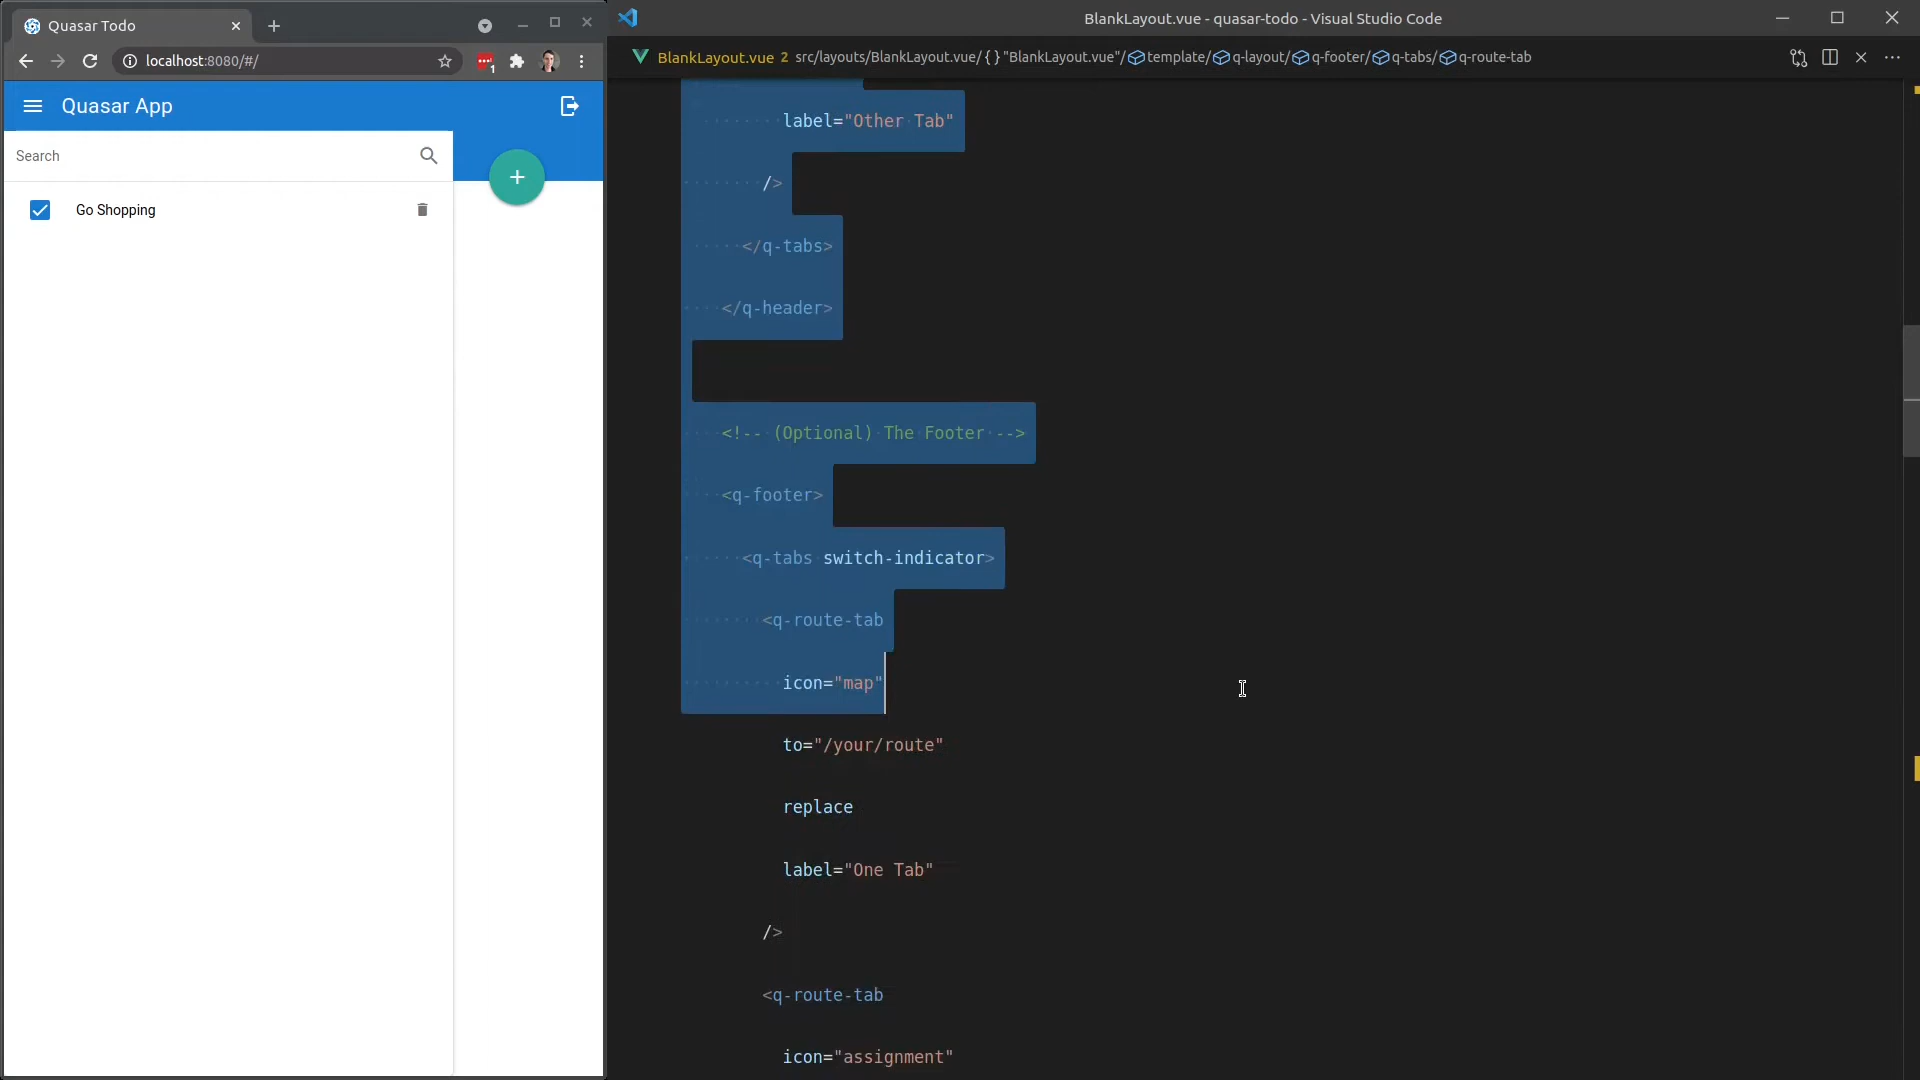 Quasar Todo
localhost:8080/#/
1
Quasar App
Search
Go Shopping
BlankLayout.vue - quasar-todo - Visual Studio Code
BlankLayout.vue 2 src/layouts/BlankLayout.vue/{}"BlankLayout.vue"/template/q-layout/q-footer/q-tabs/q-route-tab
label="Other Tab"
/>
</q-tabs>
</q-header>
<!-- (Optional) The Footer -->
<q-footer>
<q-tabs switch-indicator>
<q-route-tab
icon="map"
to="/your/route"
replace
label="One Tab"
/>
<q-route-tab
icon="assignment"